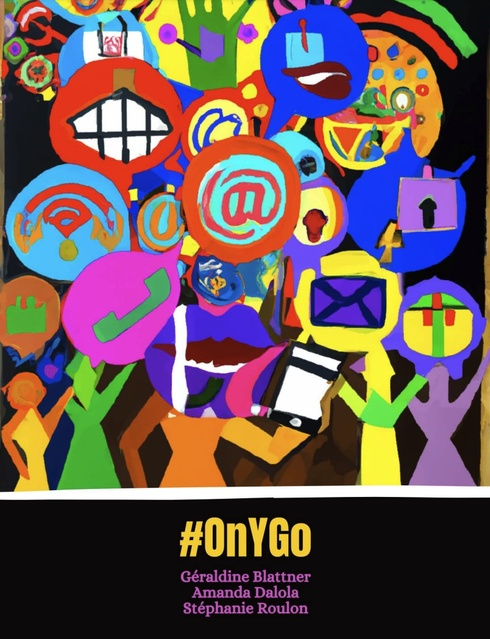 @
#OnYGo
Géraldine Blattner
Amanda Dalola
Stéphanie Roulon